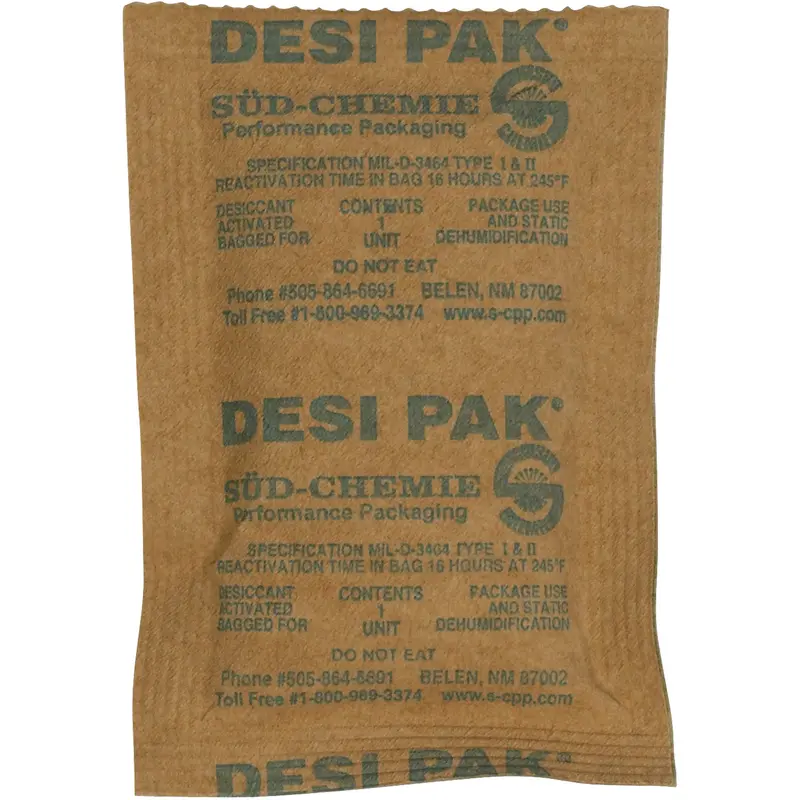 DESI PAK®
SÜD-CHEMIE
Performance Packaging
CHEMIE
SPECIFICATION MIL-D-3464 TYPE I & II
REACTIVATION TIME IN BAG 16 HOURS AT 245°F
DESICCANT CONTENTS PACKAGE USE
ACTIVATED 1 AND STATIC
BAGGED FOR UNIT DEHUMIDIFICATION
DO NOT EAT
Phone #505-864-6691 BELEN, NM 87002
Toll Free #1-800-989-3374 www.s-cpp.com
DESI PAK®
SÜD-CHEMIE
Performance Packaging
SPECIFICATION MIL-D-3464 TYPE I & II
REACTIVATION TIME IN BAG 16 HOURS AT 245°F
DESICCANT CONTENTS PACKAGE USE
ACTIVATED 1 AND STATIC
BAGGED FOR UNIT DEHUMIDIFICATION
DO NOT EAT
Phone #505-864-6691 BELEN, NM 87002
Toll Free #1-800-989-3374 www.s-cpp.com
DESI PAK®